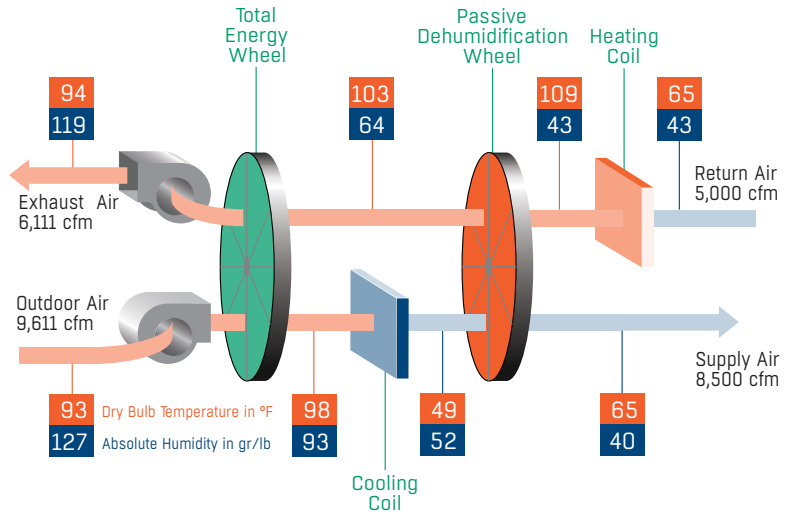 Total
Energy
Wheel
Passive
Dehumidification
Wheel
Heating
Coil
94
119
103
64
109
43
65
43
Exhaust Air
6,111 cfm
Return Air
5,000 cfm
Outdoor Air
9,611 cfm
Supply Air
8,500 cfm
93 Dry Bulb Temperature in °F
127 Absolute Humidity in gr/lb
98
93
49
52
65
40
Cooling
Coil